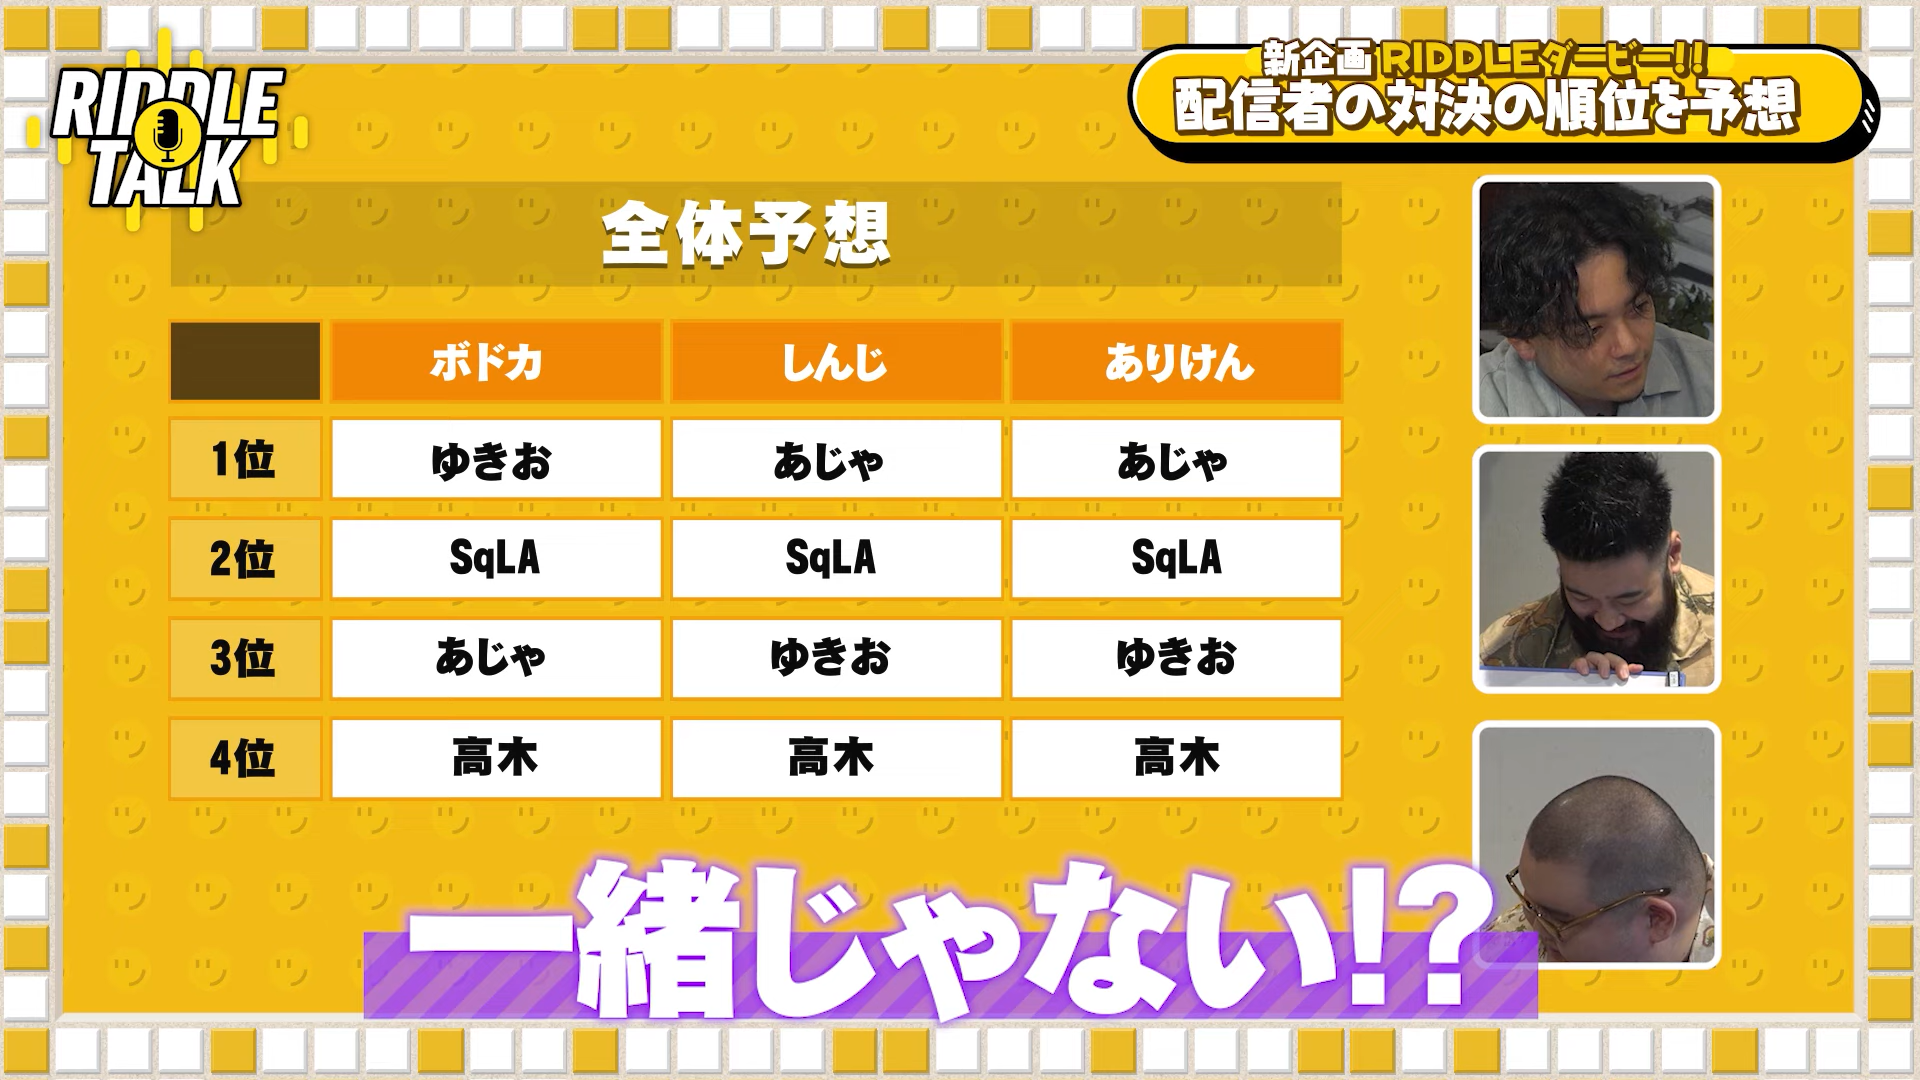 RIDDLE
TALK
新企画 RIDDLEダービー!!
配信者の対決の順位を予想
全体予想
ボドカ しんじ ありけん
1位 ゆきお あじゃ あじゃ
2位 SqLA SqLA SqLA
3位 あじゃ ゆきお ゆきお
4位 高木 高木 高木
一緒じゃない!?